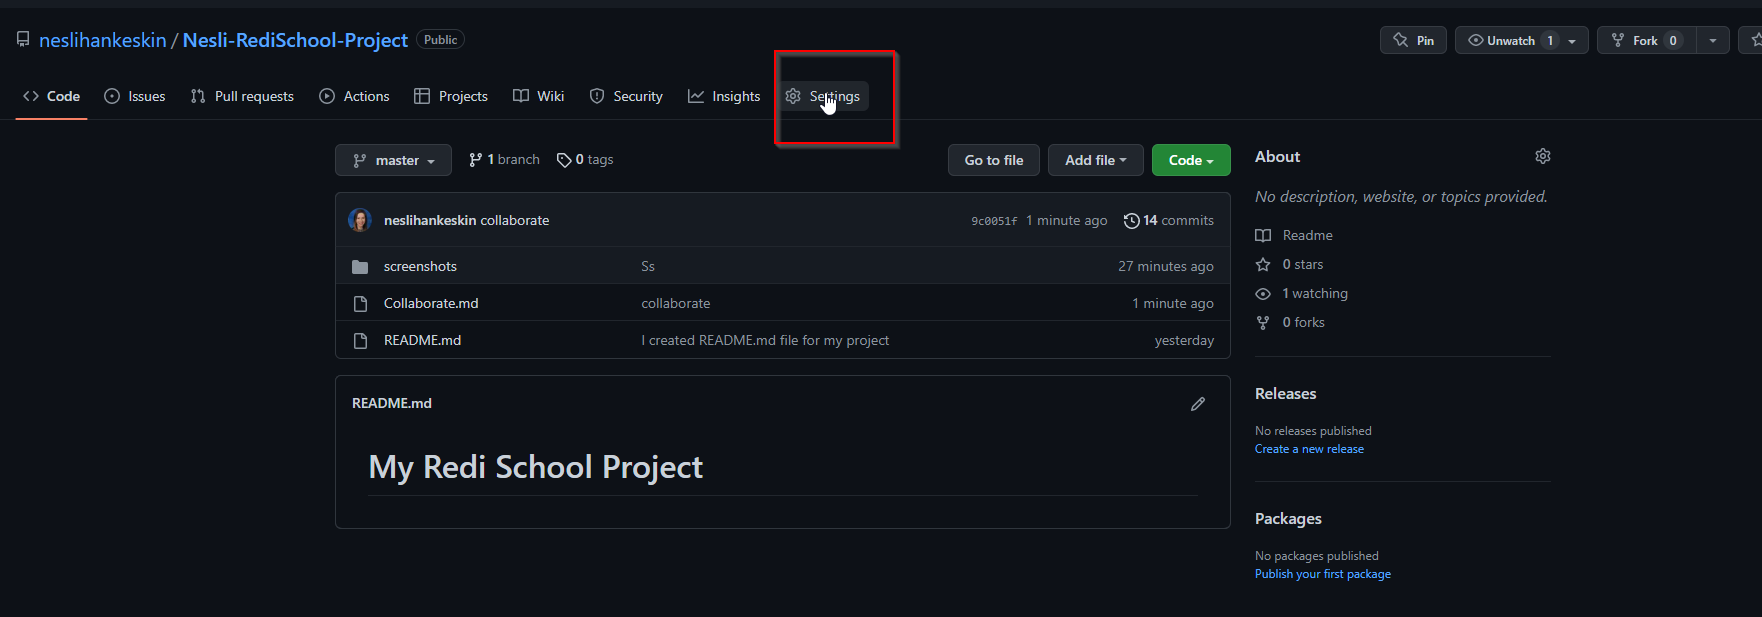 neslihankeskin / Nesli-RediSchool-Project Public
Pin Unwatch 1 Fork 0
Code Issues Pull requests Actions Projects Wiki Security Insights Settings
master 1 branch 0 tags Go to file Add file Code
neslihankeskin collaborate 9c0051f 1 minute ago 14 commits
screenshots Ss 27 minutes ago
Collaborate.md collaborate 1 minute ago
README.md I created README.md file for my project yesterday
README.md
My Redi School Project
About
No description, website, or topics provided.
Readme
0 stars
1 watching
0 forks
Releases
No releases published
Create a new release
Packages
No packages published
Publish your first package